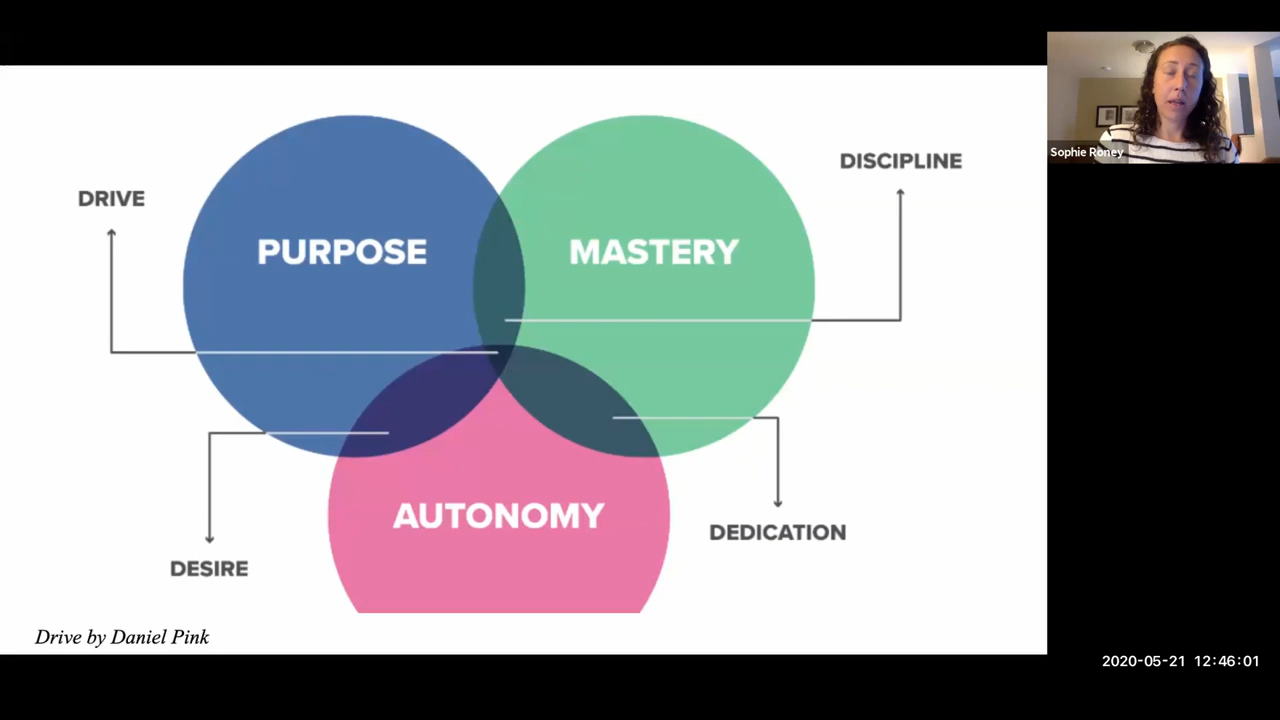 DRIVE
PURPOSE
MASTERY
DISCIPLINE
Sophie Roney
AUTONOMY
DESIRE
DEDICATION
Drive by Daniel Pink
2020-05-21 12:46:01